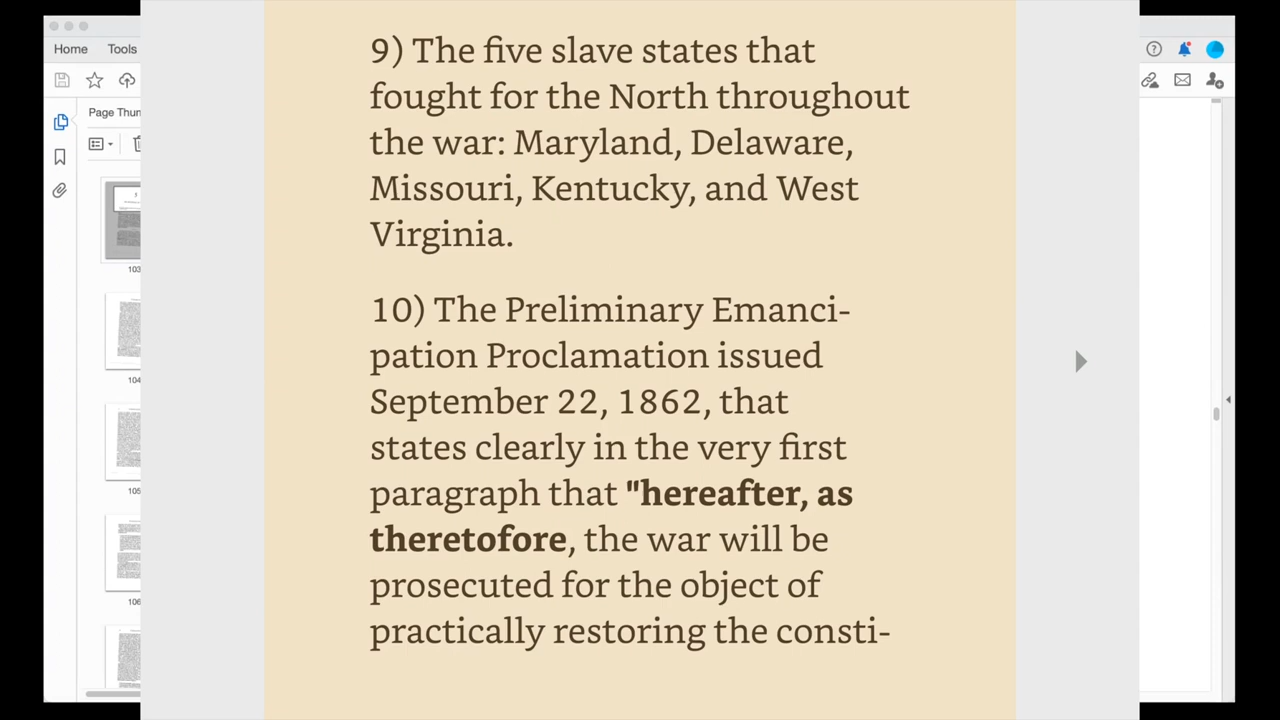 Home Tools
Page Thum
103
104
105
106
9) The five slave states that
fought for the North throughout
the war: Maryland, Delaware,
Missouri, Kentucky, and West
Virginia.
10) The Preliminary Emanci-
pation Proclamation issued
September 22, 1862, that
states clearly in the very first
paragraph that "hereafter, as
theretofore, the war will be
prosecuted for the object of
practically restoring the consti-